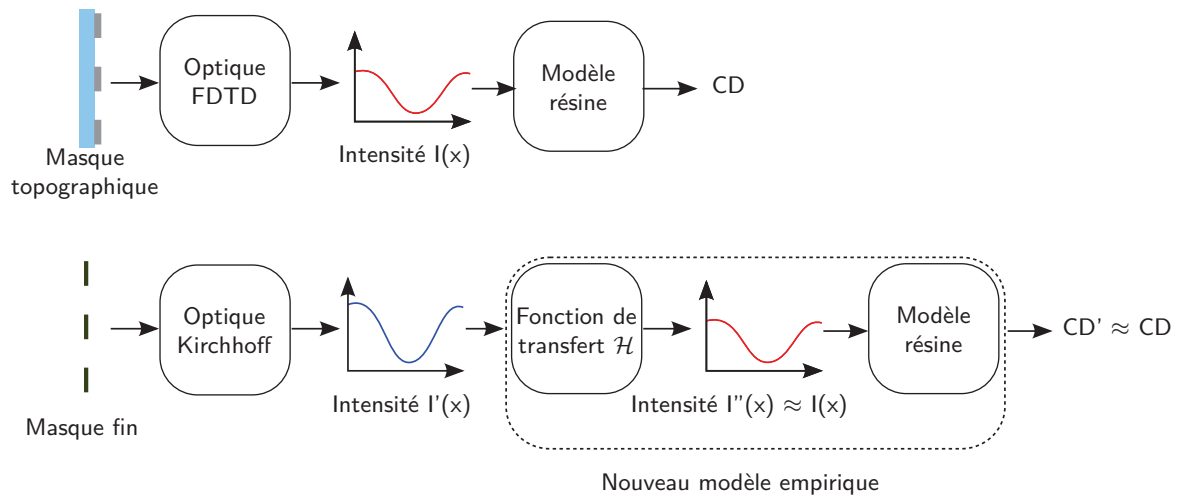 Optique
FDTD
Modèle
résine
CD
Intensité I(x)
Masque
topographique
Optique
Kirchhoff
Fonction de
transfert ℋ
Modèle
résine
CD' ≈ CD
Intensité I'(x)
Intensité I"(x) ≈ I(x)
Masque fin
Nouveau modèle empirique